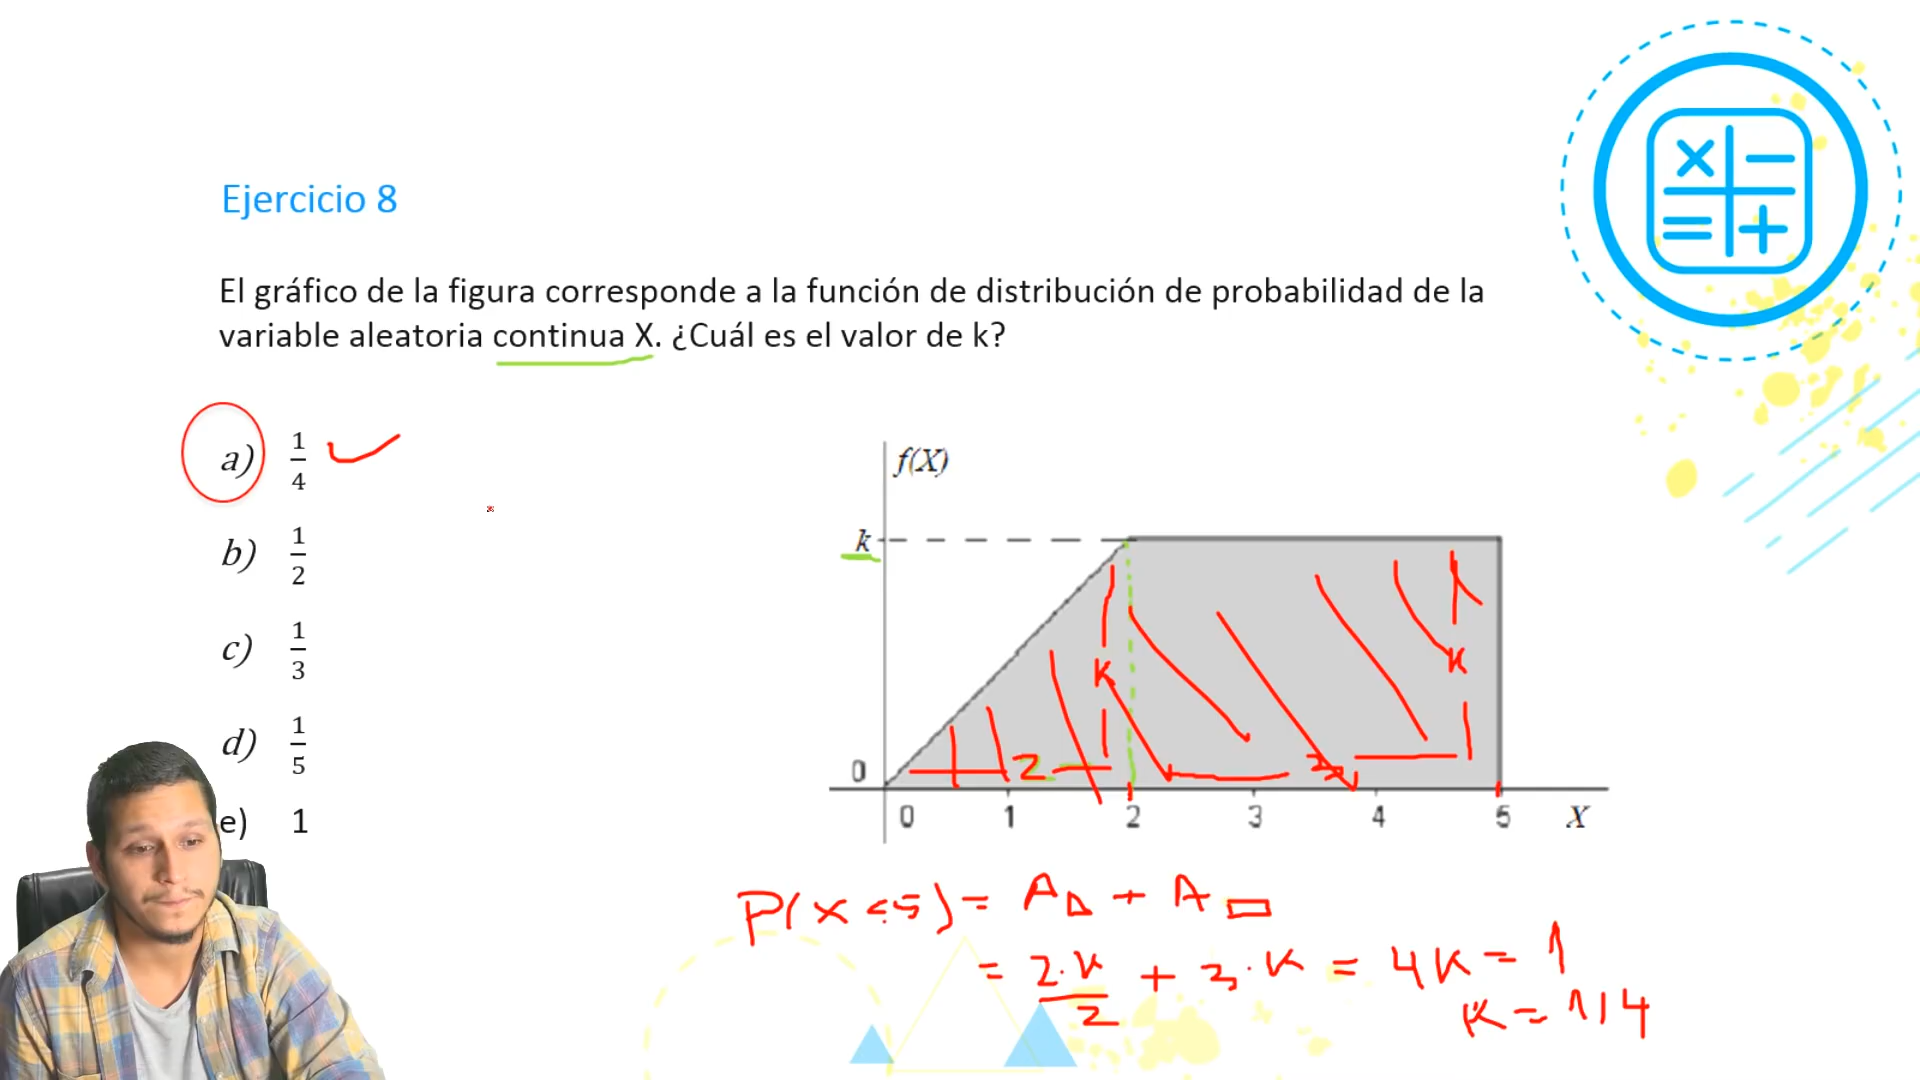 Ejercicio 8
El gráfico de la figura corresponde a la función de distribución de probabilidad de la
variable aleatoria continua X. ¿Cuál es el valor de k?
a) 1/4
b) 1/2
c) 1/3
d) 1/5
e) 1
f(X)
k
k
k
0
2
3
0 1 2 3 4 5 X
P(x<5) = A△ + A▭
= 2·k/2 + 3·k = 4k = 1
k = 1/4